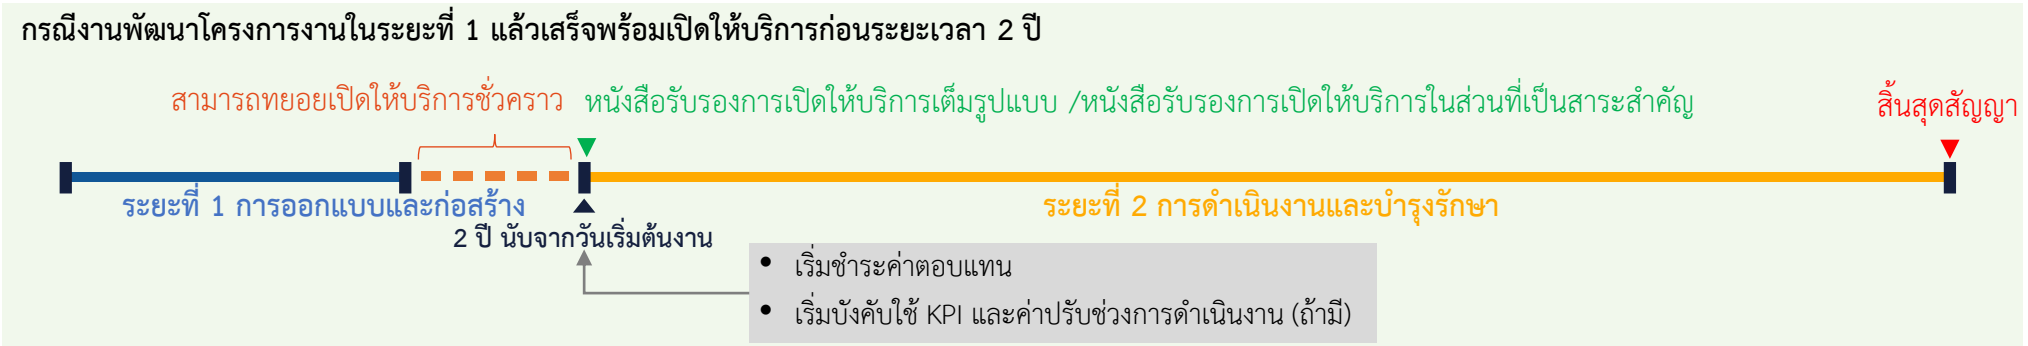 กรณีงานพัฒนาโครงการงานในระยะที่ 1 แล้วเสร็จพร้อมเปิดให้บริการก่อนระยะเวลา 2 ปี
สามารถทยอยเปิดให้บริการชั่วคราว
หนังสือรับรองการเปิดให้บริการเต็มรูปแบบ /หนังสือรับรองการเปิดให้บริการในส่วนที่เป็นสาระสำคัญ
สิ้นสุดสัญญา
ระยะที่ 1 การออกแบบและก่อสร้าง
ระยะที่ 2 การดำเนินงานและบำรุงรักษา
2 ปี นับจากวันเริ่มต้นงาน
• เริ่มชำระค่าตอบแทน
• เริ่มบังคับใช้ KPI และค่าปรับช่วงการดำเนินงาน (ถ้ามี)